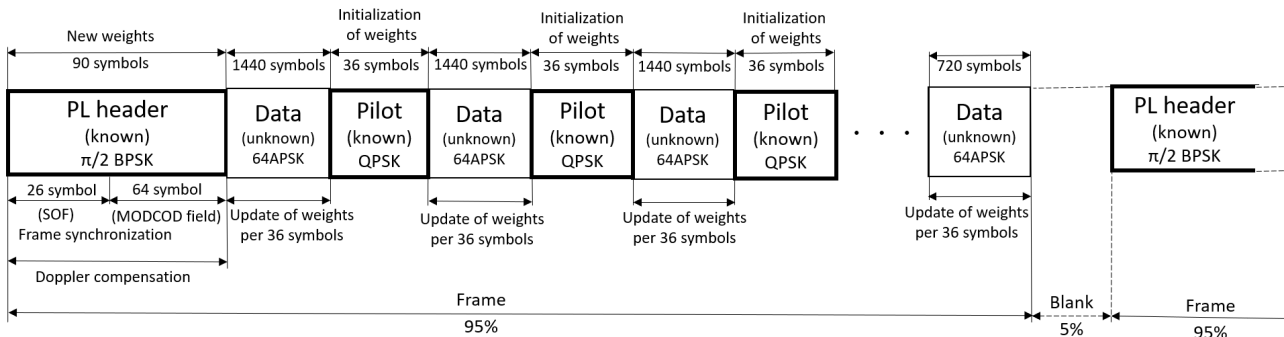 New weights
90 symbols
1440 symbols
Initialization
of weights
36 symbols
1440 symbols
Initialization
of weights
36 symbols
1440 symbols
Initialization
of weights
36 symbols
720 symbols
PL header
(known)
π/2 BPSK
Data
(unknown)
64APSK
Pilot
(known)
QPSK
Data
(unknown)
64APSK
Pilot
(known)
QPSK
Data
(unknown)
64APSK
Pilot
(known)
QPSK
. . .
Data
(unknown)
64APSK
PL header
(known)
π/2 BPSK
26 symbol
(SOF)
64 symbol
(MODCOD field)
Frame synchronization
Doppler compensation
Update of weights
per 36 symbols
Update of weights
per 36 symbols
Update of weights
per 36 symbols
Update of weights
per 36 symbols
Frame
95%
Blank
5%
Frame
95%